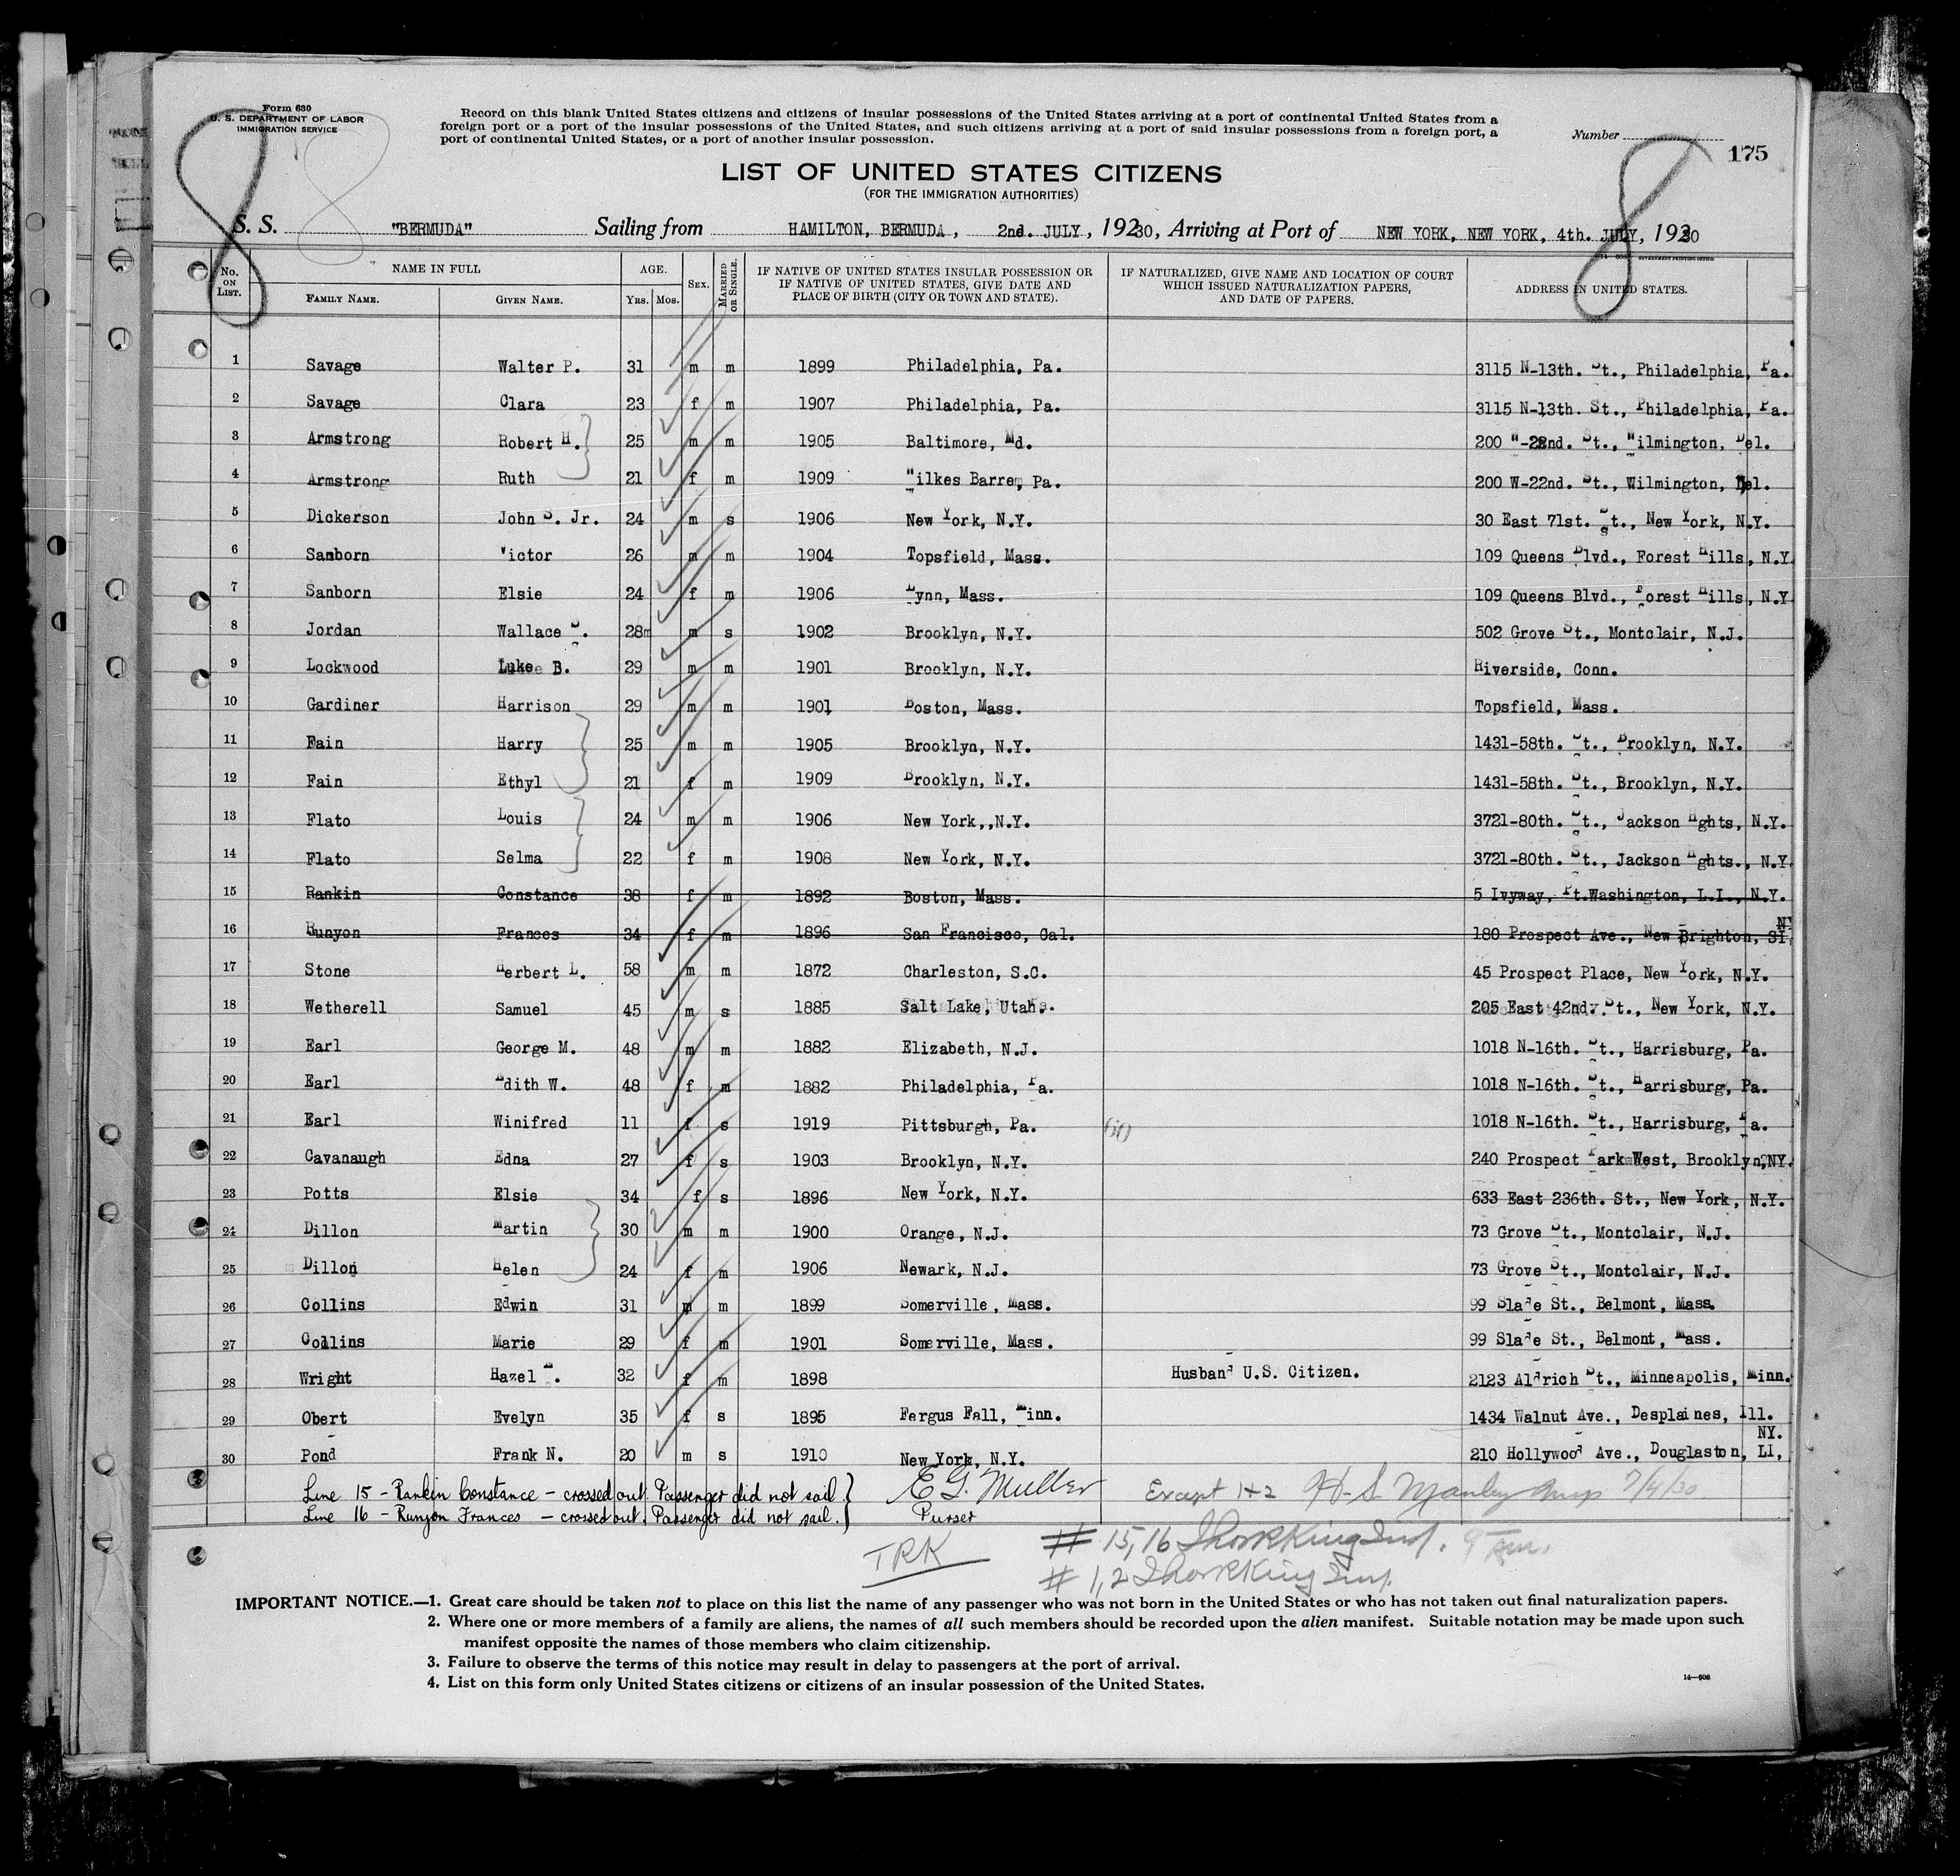 Form 630
U. S. DEPARTMENT OF LABOR
IMMIGRATION SERVICE
8 8 8
Record on this blank United States citizens and citizens of insular possessions of the United States arriving at a port of continental United States from a
foreign port or a port of the insular possessions of the United States, and such citizens arriving at a port of said insular possessions from a foreign port, a
port of continental United States, or a port of another insular possession.
Number
175
LIST OF UNITED STATES CITIZENS
(FOR THE IMMIGRATION AUTHORITIES)
S. S. "BERMUDA" Sailing from HAMILTON, BERMUDA, 2nd. JULY, 19230, Arriving at Port of NEW YORK, NEW YORK, 4th. JULY, 19230
No. ON LIST. NAME IN FULL FAMILY NAME. GIVEN NAME. AGE. YRS. MOS. SEX. MARRIED OR SINGLE. IF NATIVE OF UNITED STATES INSULAR POSSESSION OR IF NATIVE OF UNITED STATES, GIVE DATE AND PLACE OF BIRTH (CITY OR TOWN AND STATE). IF NATURALIZED, GIVE NAME AND LOCATION OF COURT WHICH ISSUED NATURALIZATION PAPERS, AND DATE OF PAPERS. ADDRESS IN UNITED STATES.
1 Savage Walter P. 31 m m 1899 Philadelphia, Pa. 3115 N-13th. St., Philadelphia, Pa.
2 Savage Clara 23 f m 1907 Philadelphia, Pa. 3115 N-13th. St., Philadelphia, Pa.
3 Armstrong Robert H. 25 m m 1905 Baltimore, Md. 200 W-22nd. St., Wilmington, Del.
4 Armstrong Ruth 21 f m 1909 Wilkes Barre, Pa. 200 W-22nd. St., Wilmington, Del.
5 Dickerson John S. Jr. 24 m s 1906 New York, N.Y. 30 East 71st. St., New York, N.Y.
6 Sanborn Victor 26 m m 1904 Topsfield, Mass. 109 Queens Blvd., Forest Hills, N.Y.
7 Sanborn Elsie 24 f m 1906 Lynn, Mass. 109 Queens Blvd., Forest Hills, N.Y.
8 Jordan Wallace S. 28m m s 1902 Brooklyn, N.Y. 502 Grove St., Montclair, N.J.
9 Lockwood Luke B. 29 m m 1901 Brooklyn, N.Y. Riverside, Conn.
10 Gardiner Harrison 29 m m 1901 Boston, Mass. Topsfield, Mass.
11 Fain Harry 25 m m 1905 Brooklyn, N.Y. 1431-58th. St., Brooklyn, N.Y.
12 Fain Ethyl 21 f m 1909 Brooklyn, N.Y. 1431-58th. St., Brooklyn, N.Y.
13 Flato Louis 24 m m 1906 New York,,N.Y. 3721-80th. St., Jackson Hghts, N.Y.
14 Flato Selma 22 f m 1908 New York, N.Y. 3721-80th. St., Jackson Hghts., N.Y.
15 Rankin Constance 38 f m 1892 Boston, Mass. 5 Ivyway, Pt.Washington, L.I., N.Y.
16 Runyon Frances 34 f m 1896 San Francisco, Cal. 180 Prospect Ave., New Brighton, SI. NY
17 Stone Herbert L. 58 m m 1872 Charleston, S.C. 45 Prospect Place, New York, N.Y.
18 Wetherell Samuel 45 m s 1885 Salt Lake, Utah. 205 East 42nd. St., New York, N.Y.
19 Earl George M. 48 m m 1882 Elizabeth, N.J. 1018 N-16th. St., Harrisburg, Pa.
20 Earl Edith W. 48 f m 1882 Philadelphia, Pa. 1018 N-16th. St., Harrisburg, Pa.
21 Earl Winifred 11 f s 1919 Pittsburgh, Pa. 60 1018 N-16th. St., Harrisburg, Pa.
22 Cavanaugh Edna 27 f s 1903 Brooklyn, N.Y. 240 Prospect Park West, Brooklyn,NY.
23 Potts Elsie 34 f s 1896 New York, N.Y. 633 East 236th. St., New York, N.Y.
24 Dillon Martin 30 m m 1900 Orange, N.J. 73 Grove St., Montclair, N.J.
25 Dillon Helen 24 f m 1906 Newark, N.J. 73 Grove St., Montclair, N.J.
26 Collins Edwin 31 m m 1899 Somerville, Mass. 99 Slade St., Belmont, Mass.
27 Collins Marie 29 f m 1901 Somerville, Mass. 99 Slade St., Belmont, Mass.
28 Wright Hazel 32 f m 1898 Husband U.S. Citizen. 2123 Aldrich St., Minneapolis, Minn.
29 Obert Evelyn 35 f s 1895 Fergus Fall, Minn. 1434 Walnut Ave., Desplaines, Ill.
30 Pond Frank N. 20 m s 1910 New York, N.Y. 210 Hollywood Ave., Douglaston, LI, NY.
Line 15 - Rankin Constance - crossed out. Passenger did not sail. } E G. Muller Except 1+2 H. S. Manley Insp 7/4/30
Line 16 - Runyon Frances - crossed out. Passenger did not sail. } Purser
TRK # 15, 16 Insp.
# 1, 2 Insp.
IMPORTANT NOTICE.—1. Great care should be taken not to place on this list the name of any passenger who was not born in the United States or who has not taken out final naturalization papers.
2. Where one or more members of a family are aliens, the names of all such members should be recorded upon the alien manifest. Suitable notation may be made upon such
manifest opposite the names of those members who claim citizenship.
3. Failure to observe the terms of this notice may result in delay to passengers at the port of arrival.
4. List on this form only United States citizens or citizens of an insular possession of the United States.
14—608